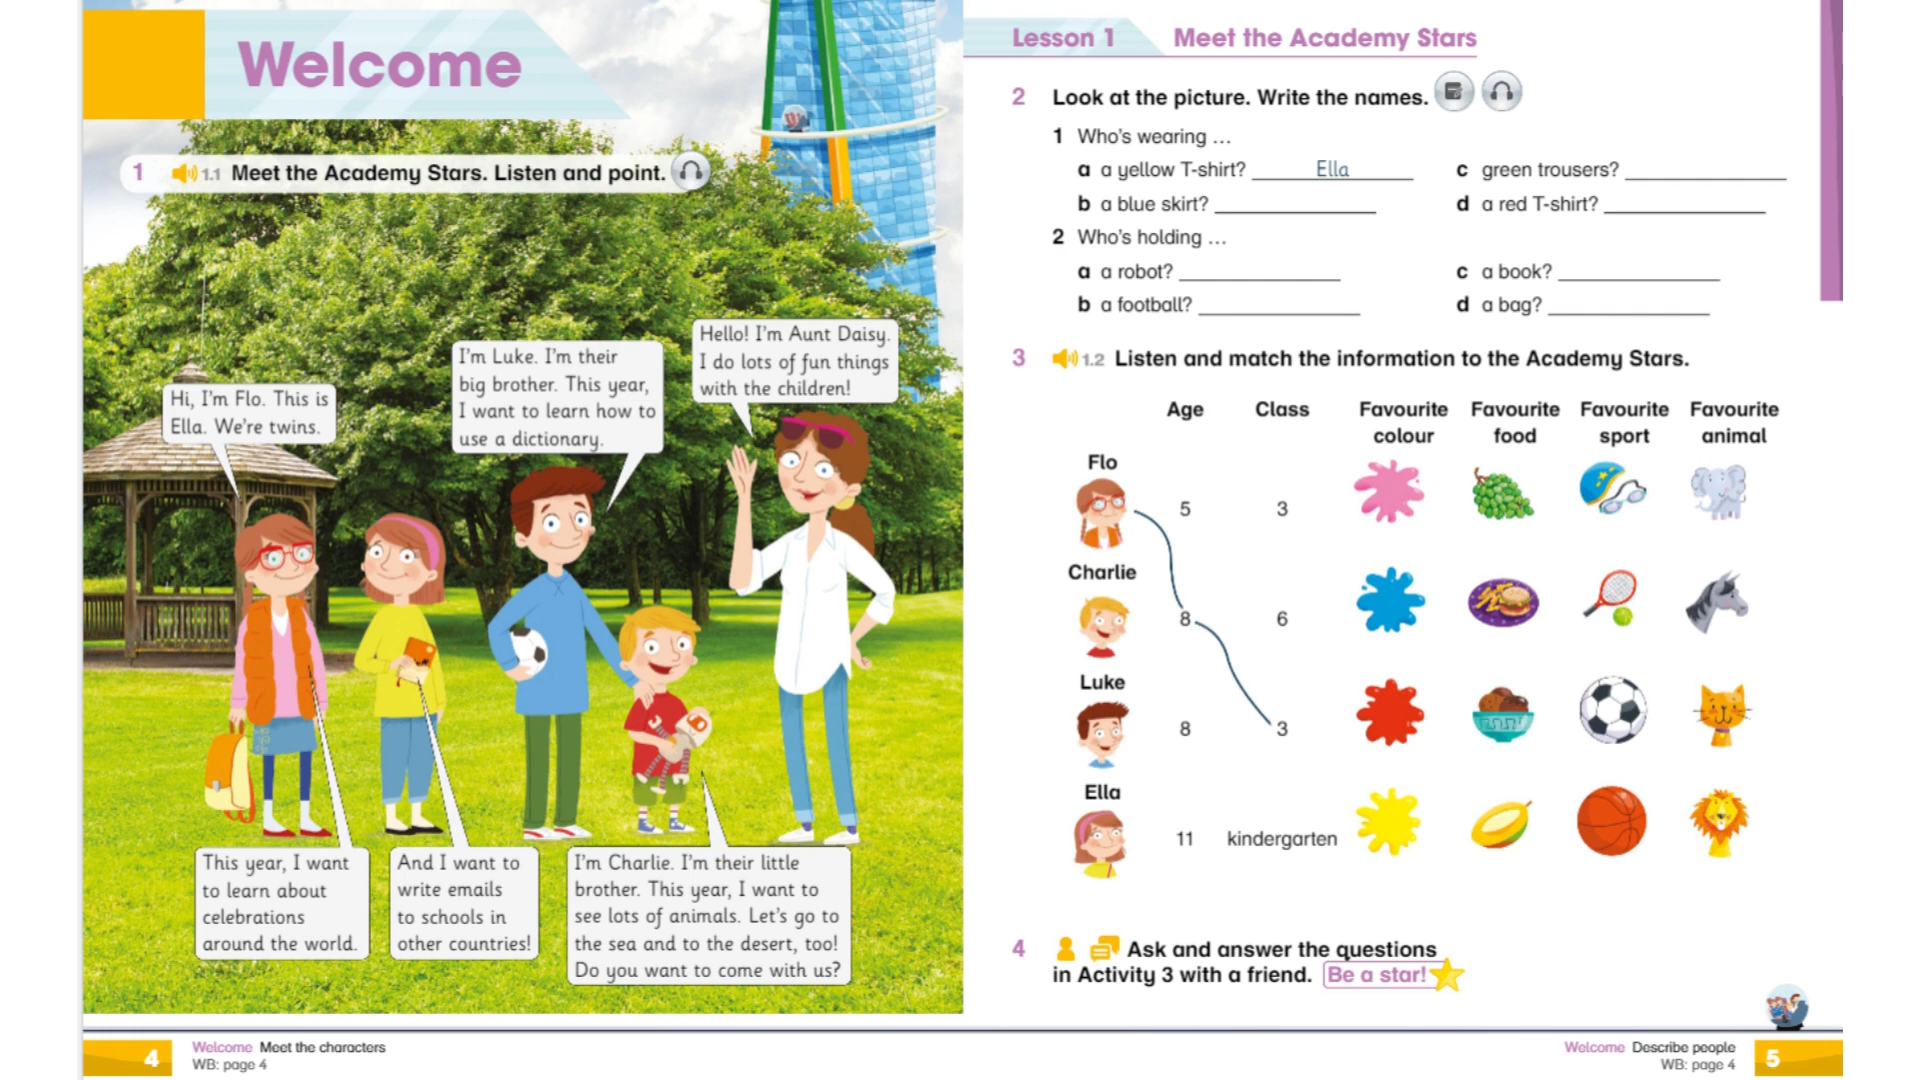 Welcome
1 1.1 Meet the Academy Stars. Listen and point.
Hi, I'm Flo. This is
Ella. We're twins.
I'm Luke. I'm their
big brother. This year,
I want to learn how to
use a dictionary.
Hello! I'm Aunt Daisy.
I do lots of fun things
with the children!
This year, I want
to learn about
celebrations
around the world.
And I want to
write emails
to schools in
other countries!
I'm Charlie. I'm their little
brother. This year, I want to
see lots of animals. Let's go to
the sea and to the desert, too!
Do you want to come with us?
4
Welcome Meet the characters
WB: page 4
Lesson 1 Meet the Academy Stars
2 Look at the picture. Write the names.
1 Who's wearing ...
a a yellow T-shirt? Ella
c green trousers?
b a blue skirt?
d a red T-shirt?
2 Who's holding ...
a a robot?
c a book?
b a football?
d a bag?
3 1.2 Listen and match the information to the Academy Stars.
Age Class Favourite colour Favourite food Favourite sport Favourite animal
Flo
5 3
Charlie
8 6
Luke
8 3
Ella
11 kindergarten
4 Ask and answer the questions
in Activity 3 with a friend. Be a star!
Welcome Describe people
WB: page 4
5